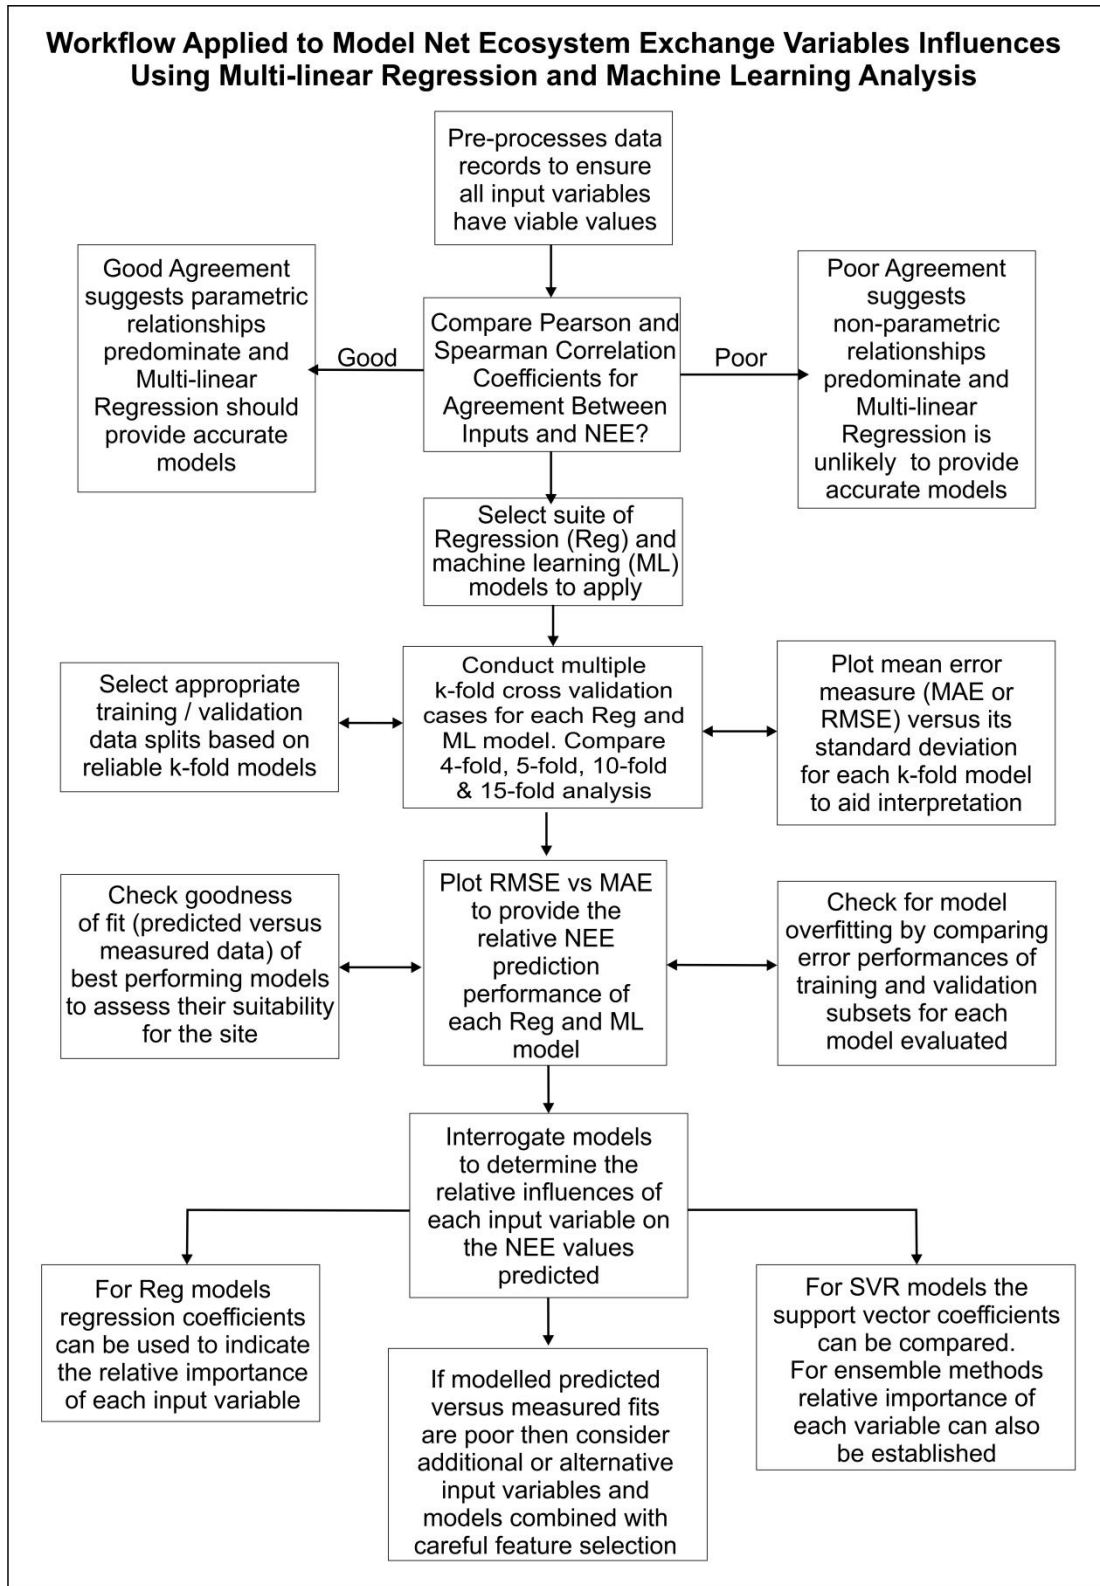 Workflow Applied to Model Net Ecosystem Exchange Variables Influences
Using Multi-linear Regression and Machine Learning Analysis
Pre-processes data
records to ensure
all input variables
have viable values
Good Agreement
suggests parametric
relationships
predominate and
Multi-linear
Regression should
provide accurate
models
Good
Compare Pearson and
Spearman Correlation
Coefficients for
Agreement Between
Inputs and NEE?
Poor
Poor Agreement
suggests
non-parametric
relationships
predominate and
Multi-linear
Regression is
unlikely to provide
accurate models
Select suite of
Regression (Reg) and
machine learning (ML)
models to apply
Select appropriate
training / validation
data splits based on
reliable k-fold models
Conduct multiple
k-fold cross validation
cases for each Reg and
ML model. Compare
4-fold, 5-fold, 10-fold
& 15-fold analysis
Plot mean error
measure (MAE or
RMSE) versus its
standard deviation
for each k-fold model
to aid interpretation
Check goodness
of fit (predicted versus
measured data) of
best performing models
to assess their suitability
for the site
Plot RMSE vs MAE
to provide the
relative NEE
prediction
performance of
each Reg and ML
model
Check for model
overfitting by comparing
error performances of
training and validation
subsets for each
model evaluated
Interrogate models
to determine the
relative influences of
each input variable on
the NEE values
predicted
For Reg models
regression coefficients
can be used to indicate
the relative importance
of each input variable
If modelled predicted
versus measured fits
are poor then consider
additional or alternative
input variables and
models combined with
careful feature selection
For SVR models the
support vector coefficients
can be compared.
For ensemble methods
relative importance of
each variable can also
be established